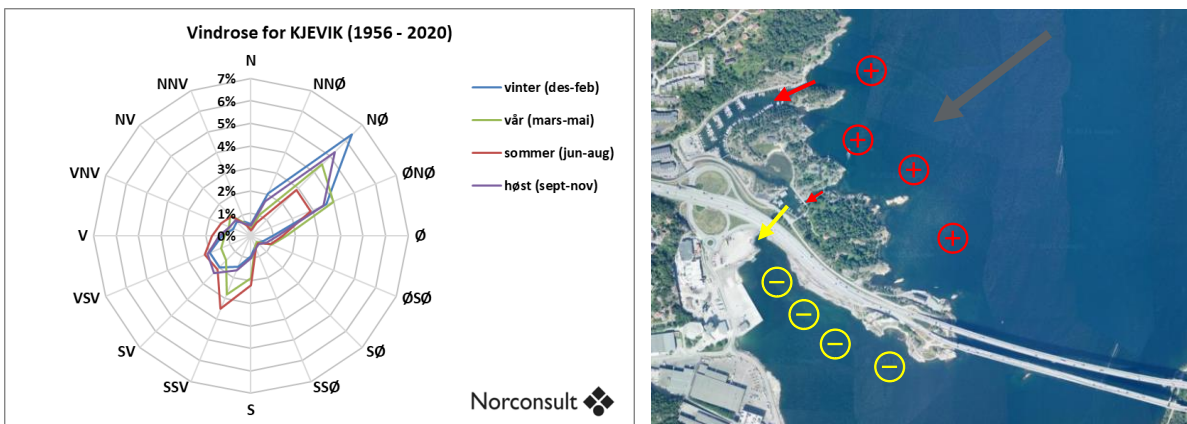 Vindrose for KJEVIK (1956 - 2020)
N
NNØ
NØ
ØNØ
Ø
ØSØ
SØ
SSØ
S
SSV
SV
VSV
V
VNV
NV
NNV
7%
6%
5%
4%
3%
2%
1%
0%
vinter (des-feb)
vår (mars-mai)
sommer (jun-aug)
høst (sept-nov)
Norconsult